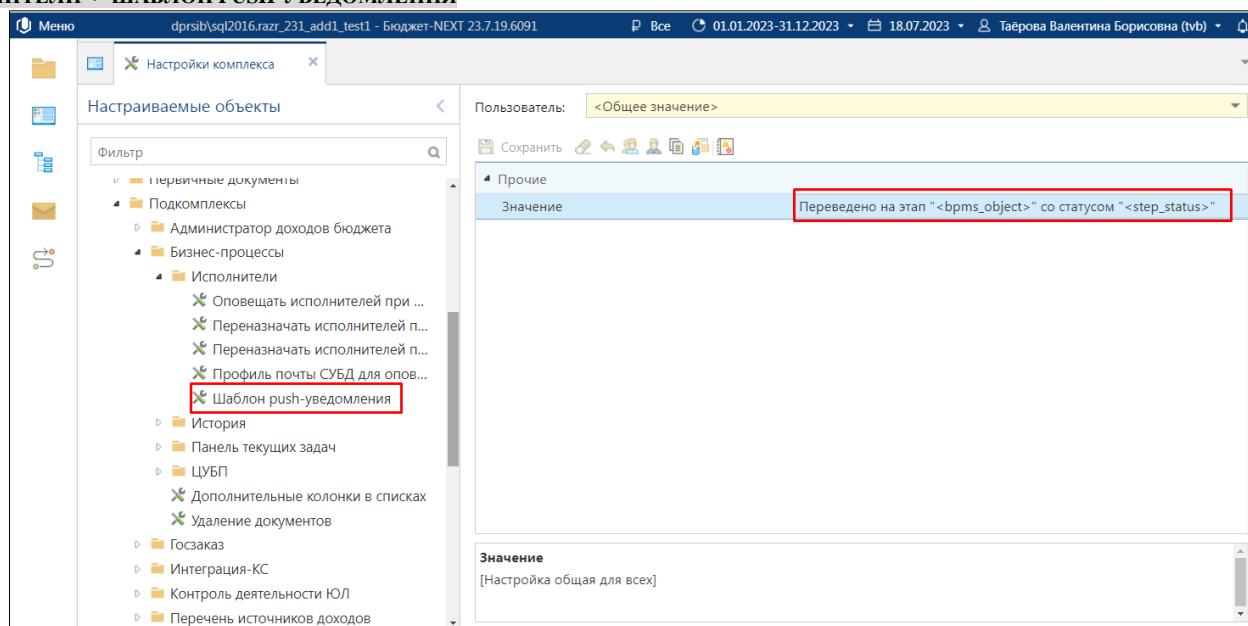 Меню dprsib\sql2016.razr_231_add1_test1 - Бюджет-NEXT 23.7.19.6091 ₽ Все 01.01.2023-31.12.2023 18.07.2023 Таёрова Валентина Борисовна (tvb)
Настройки комплекса ×
Настраиваемые объекты
Пользователь: <Общее значение>
Фильтр
Сохранить
Первичные документы
Прочие
Подкомплексы
Значение Переведено на этап "<bpms_object>" со статусом "<step_status>"
Администратор доходов бюджета
Бизнес-процессы
Исполнители
Оповещать исполнителей при ...
Переназначать исполнителей п...
Переназначать исполнителей п...
Профиль почты СУБД для опов...
Шаблон push-уведомления
История
Панель текущих задач
ЦУБП
Дополнительные колонки в списках
Удаление документов
Госзаказ
Интеграция-КС
Контроль деятельности ЮЛ
Перечень источников доходов
Значение
[Настройка общая для всех]